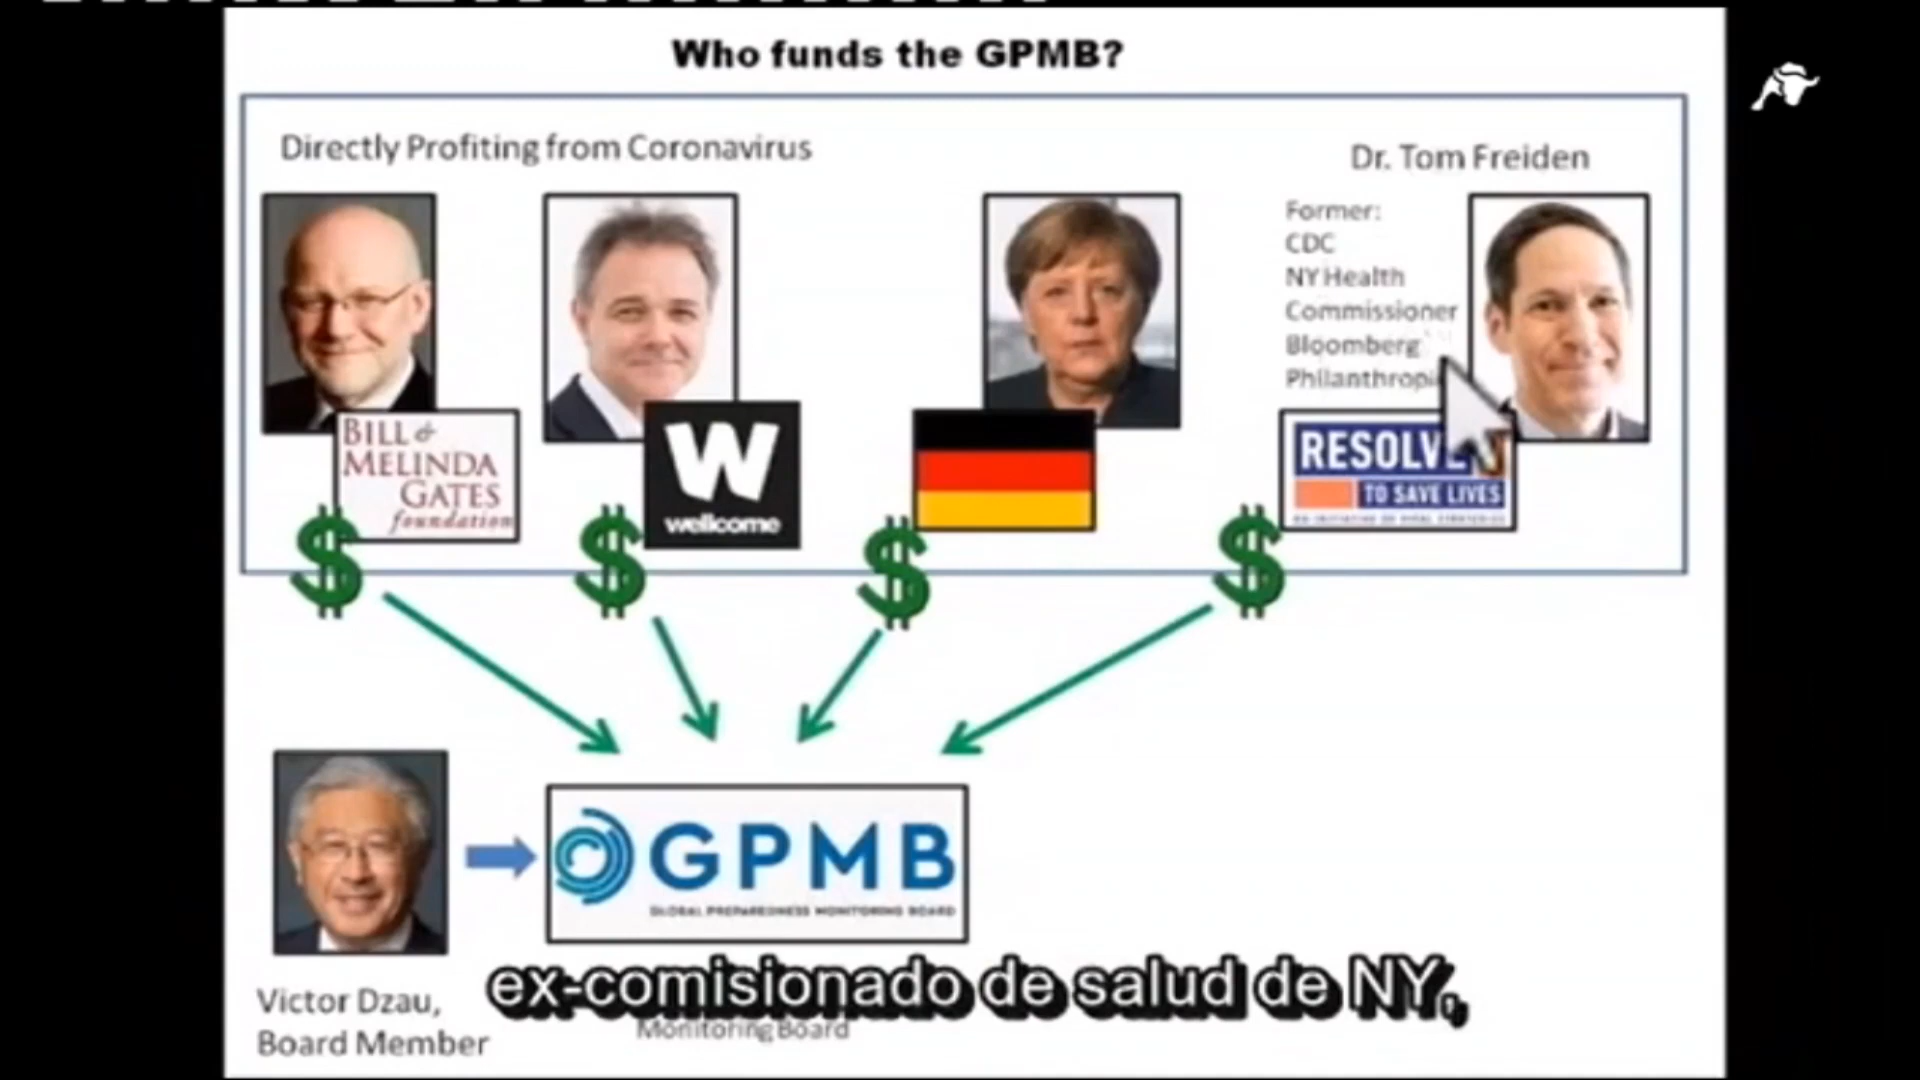 Who funds the GPMB?
Directly Profiting from Coronavirus
Dr. Tom Freiden
Former:
CDC
NY Health
Commissioner
Bloomberg
BILL &
MELINDA
GATES
foundation
W
wellcome
RESOLVE
TO SAVE LIVES
$ $ $ $
GPMB
GLOBAL PREPAREDNESS MONITORING BOARD
ex-comisionado de salud de NY,
Victor Dzau,
Board Member
Monitoring Board